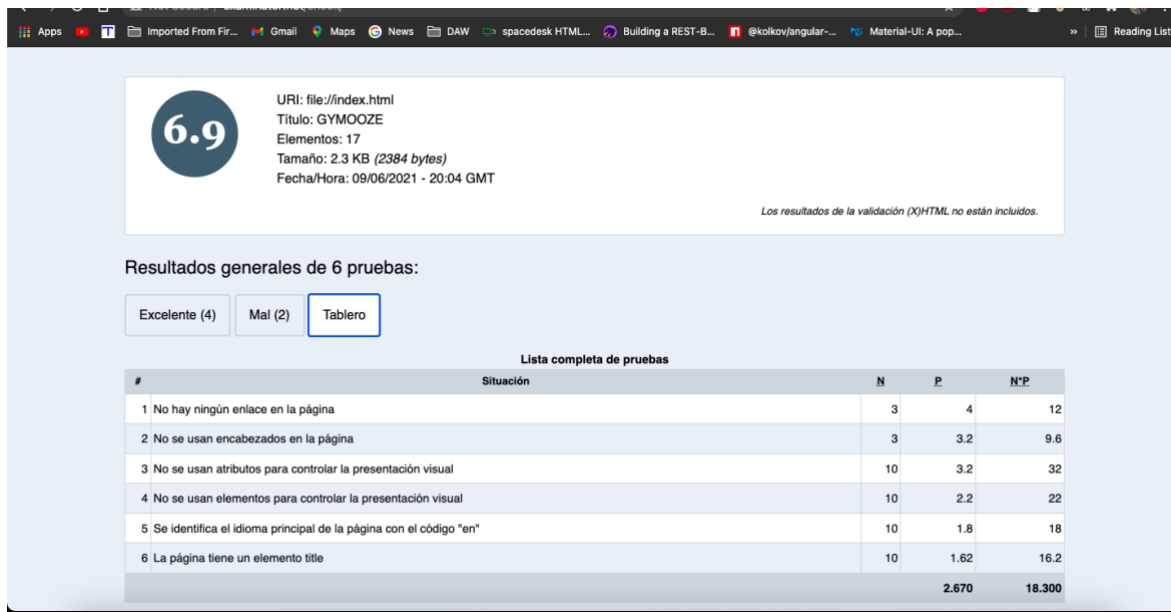 Apps
Imported From Fir...
Gmail
Maps
News
DAW
spacedesk HTML...
Building a REST-B...
@kolkov/angular-...
Material-UI: A pop...
»
Reading List
6.9
URI: file://index.html
Título: GYMOOZE
Elementos: 17
Tamaño: 2.3 KB (2384 bytes)
Fecha/Hora: 09/06/2021 - 20:04 GMT
Los resultados de la validación (X)HTML no están incluidos.
Resultados generales de 6 pruebas:
Excelente (4) Mal (2) Tablero
Lista completa de pruebas
# Situación N P N*P
1 No hay ningún enlace en la página 3 4 12
2 No se usan encabezados en la página 3 3.2 9.6
3 No se usan atributos para controlar la presentación visual 10 3.2 32
4 No se usan elementos para controlar la presentación visual 10 2.2 22
5 Se identifica el idioma principal de la página con el código "en" 10 1.8 18
6 La página tiene un elemento title 10 1.62 16.2
2.670 18.300